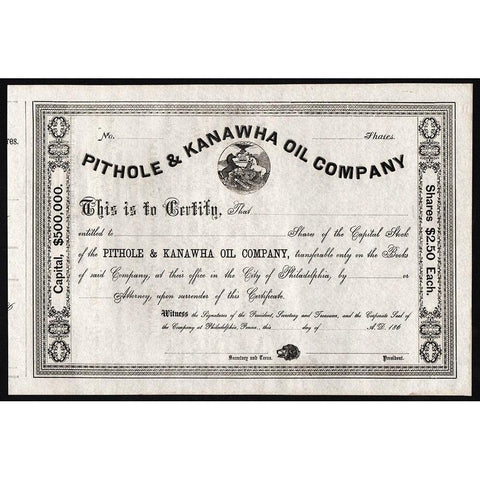 No. Shares.
PITHOLE & KANAWHA OIL COMPANY
This is to Certify, That
entitled to Shares of the Capital Stock
of the PITHOLE & KANAWHA OIL COMPANY, transferable only on the Books
of said Company, at their office in the City of Philadelphia, by or
Attorney, upon surrender of this Certificate.
Witness the Signatures of the President, Secretary and Treasurer, and the Corporate Seal of
the Company at Philadelphia, Penna., this day of A.D. 186
Secretary and Treas. President.
Capital, $500,000.
Shares $2.50 Each.
res.